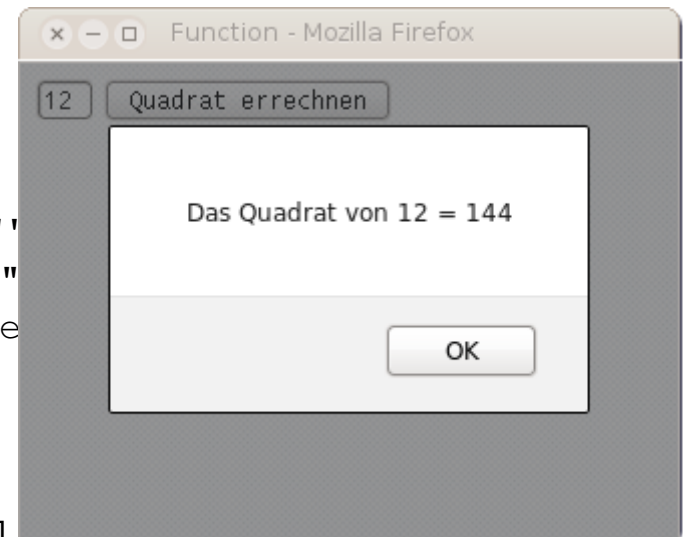 Function - Mozilla Firefox
12 Quadrat errechnen
Das Quadrat von 12 = 144
"
e
OK